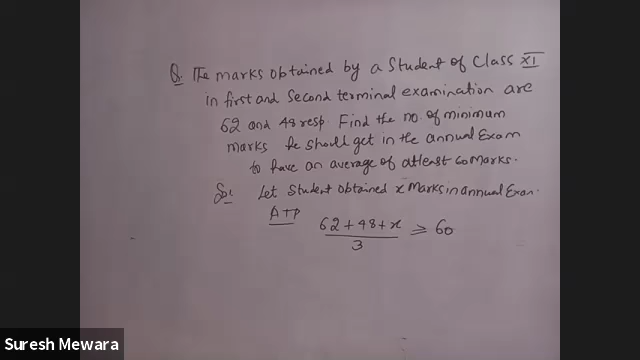 Q. The marks obtained by a Student of Class XI
in first and Second terminal examination are
62 and 48 resp. Find the no. of minimum
marks he should get in the annual Exam
to have an average of atleast 60 Marks.
Sol Let Student obtained x Marks in annual Exam.
ATP
62 + 48 + x / 3 ≥ 60
Suresh Mewara